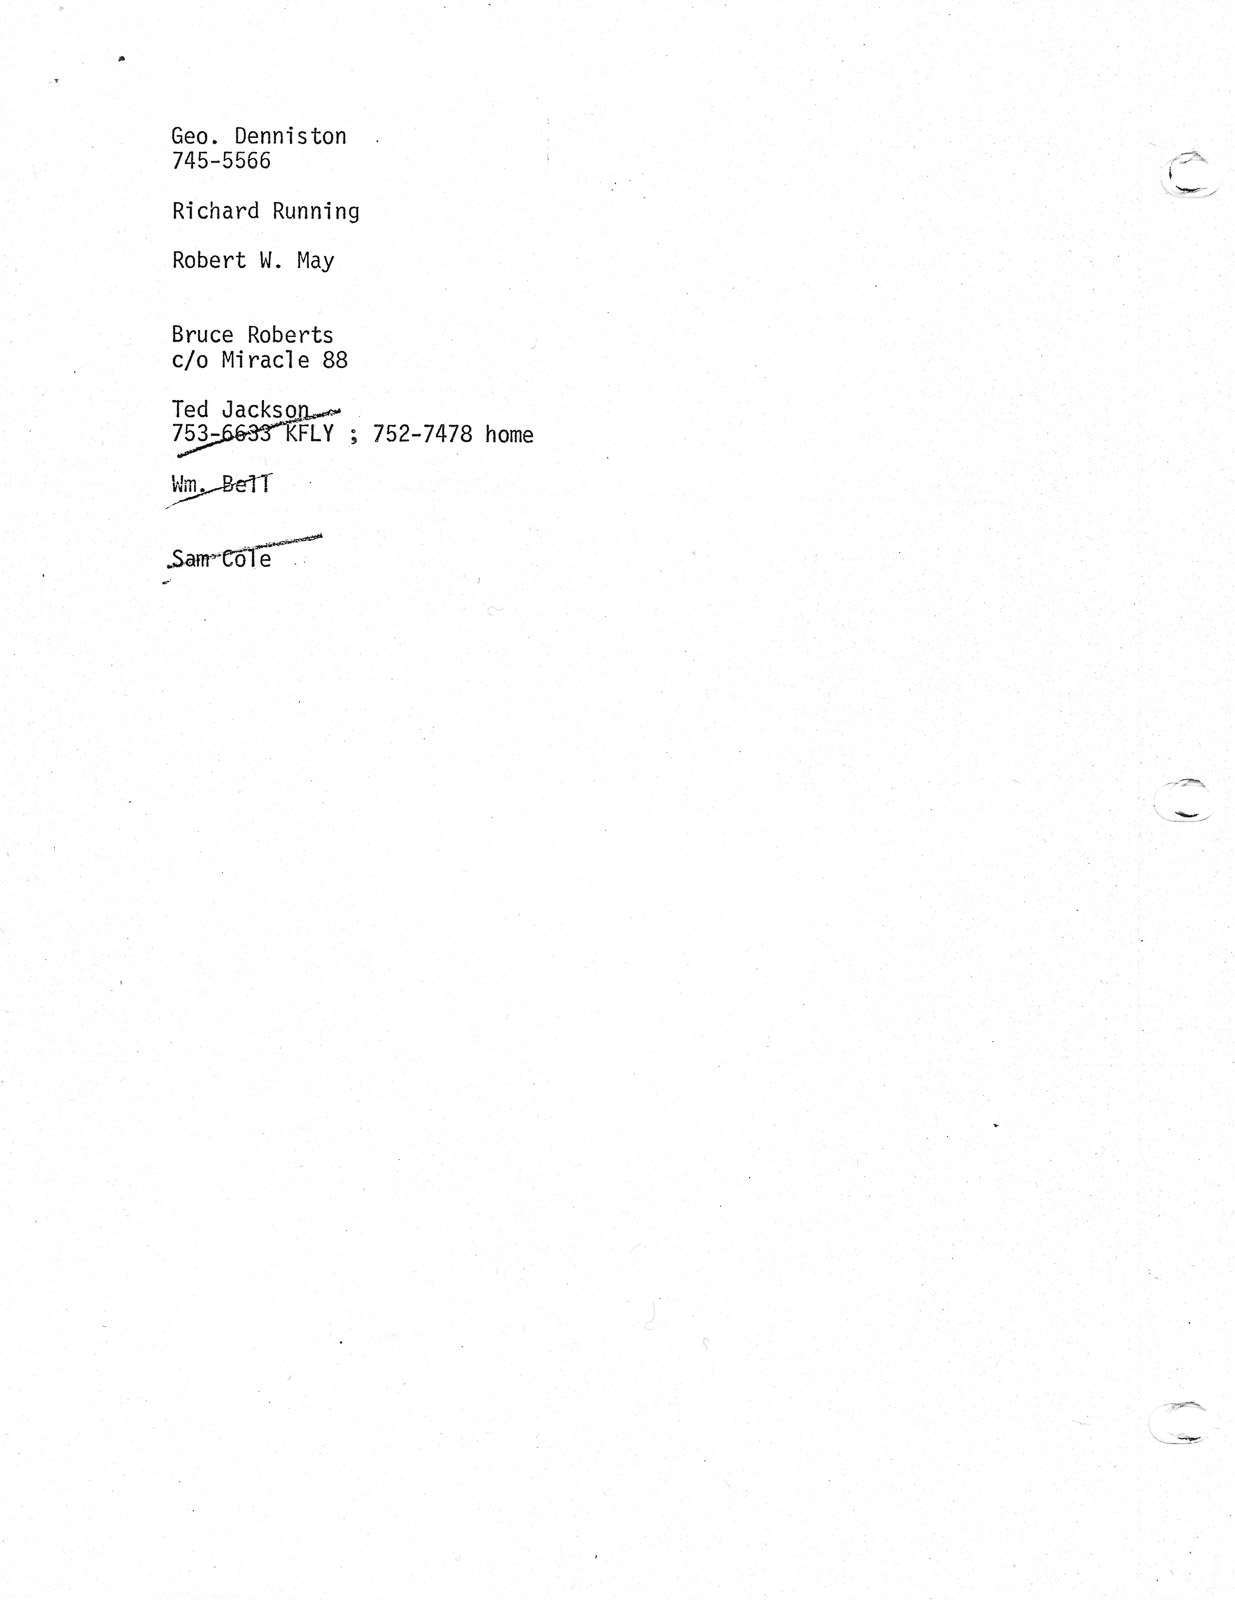 Geo. Denniston
745-5566
Richard Running
Robert W. May
Bruce Roberts
c/o Miracle 88
Ted Jackson
753-6633 KFLY ; 752-7478 home
Wm. Bell
Sam Cole